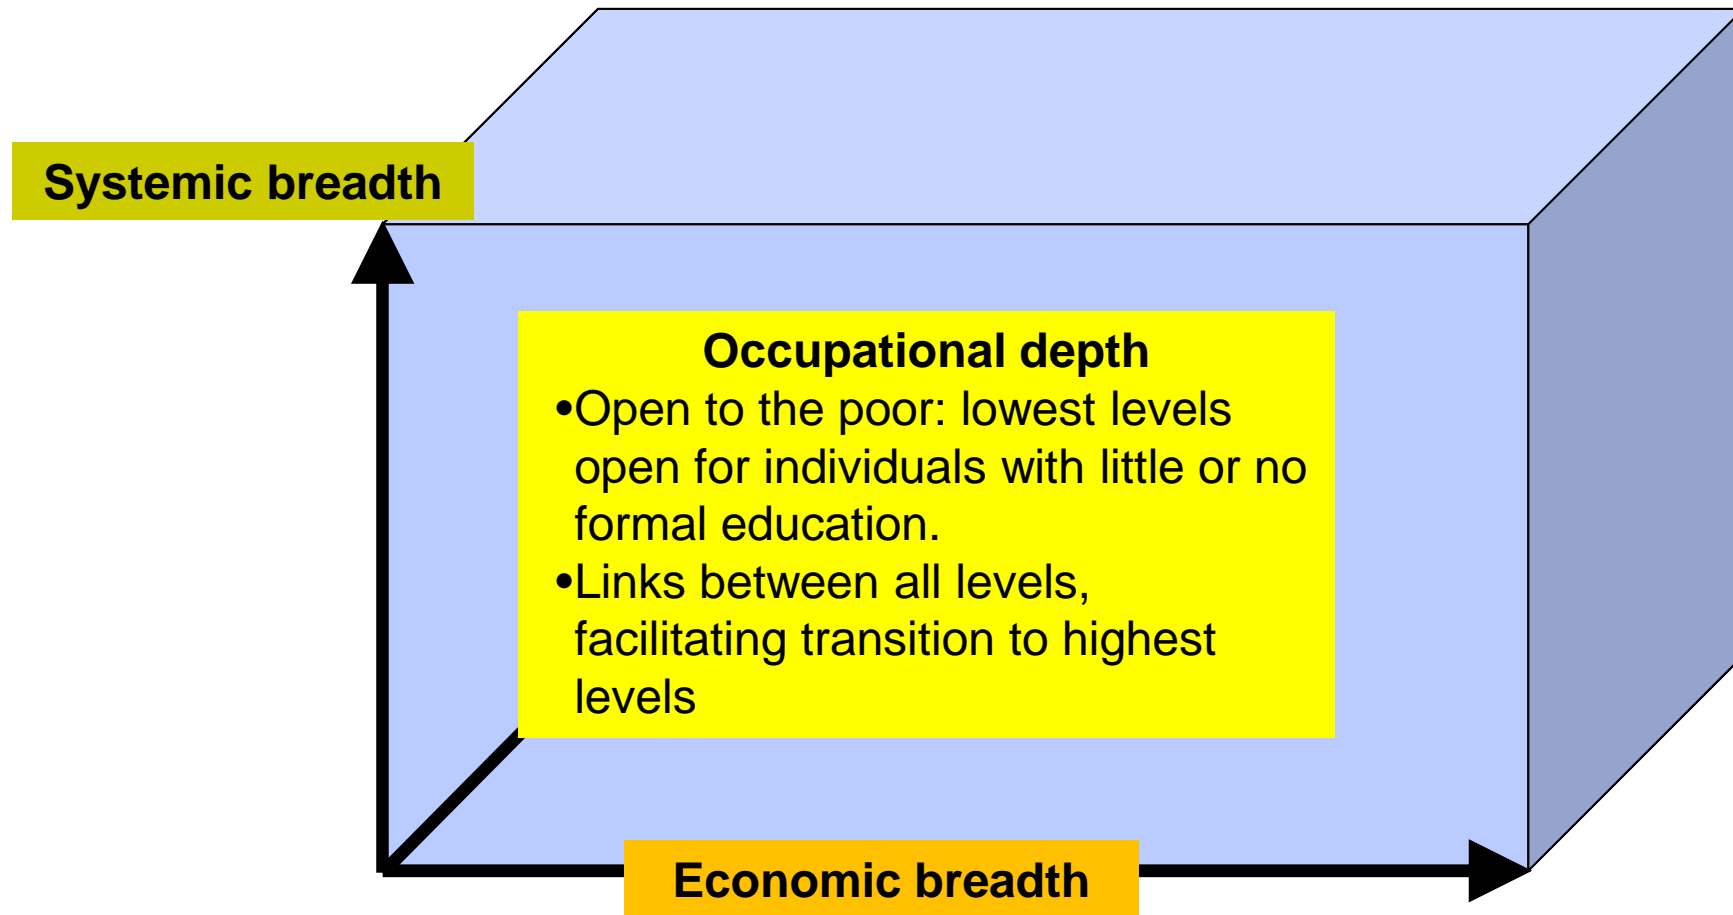 Systemic breadth
Occupational depth
•Open to the poor: lowest levels
open for individuals with little or no
formal education.
•Links between all levels,
facilitating transition to highest
levels
Economic breadth